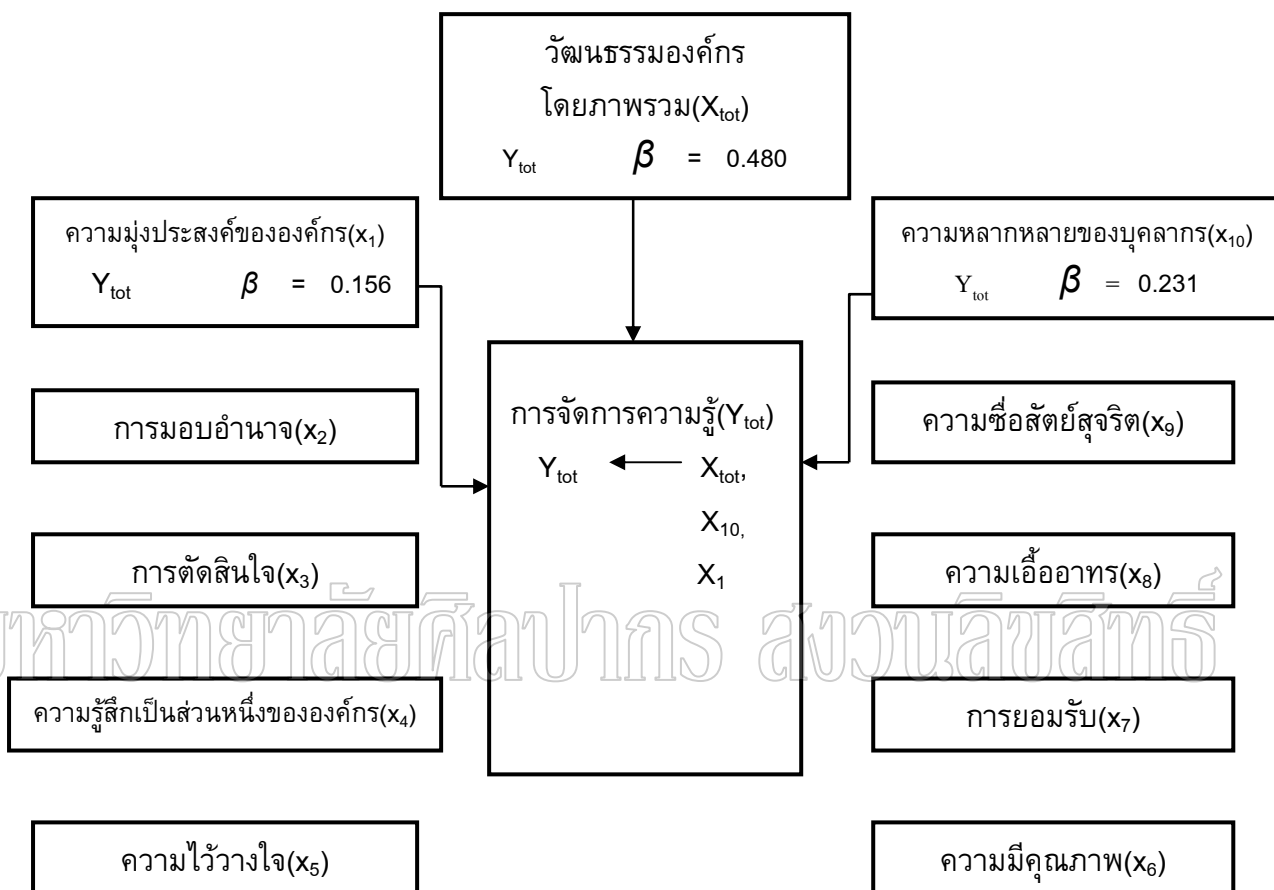 วัฒนธรรมองค์กร
โดยภาพรวม(Xtot)
Ytot β = 0.480
ความมุ่งประสงค์ขององค์กร(x1)
Ytot β = 0.156
ความหลากหลายของบุคลากร(x10)
Ytot β = 0.231
การจัดการความรู้(Ytot)
Ytot ← Xtot,
X10,
X1
การมอบอำนาจ(x2)
ความซื่อสัตย์สุจริต(x9)
การตัดสินใจ(x3)
ความเอื้ออาทร(x8)
มหาวิทยาลัยศิลปากร สงวนลิขสิทธิ์
ความรู้สึกเป็นส่วนหนึ่งขององค์กร(x4)
การยอมรับ(x7)
ความไว้วางใจ(x5)
ความมีคุณภาพ(x6)